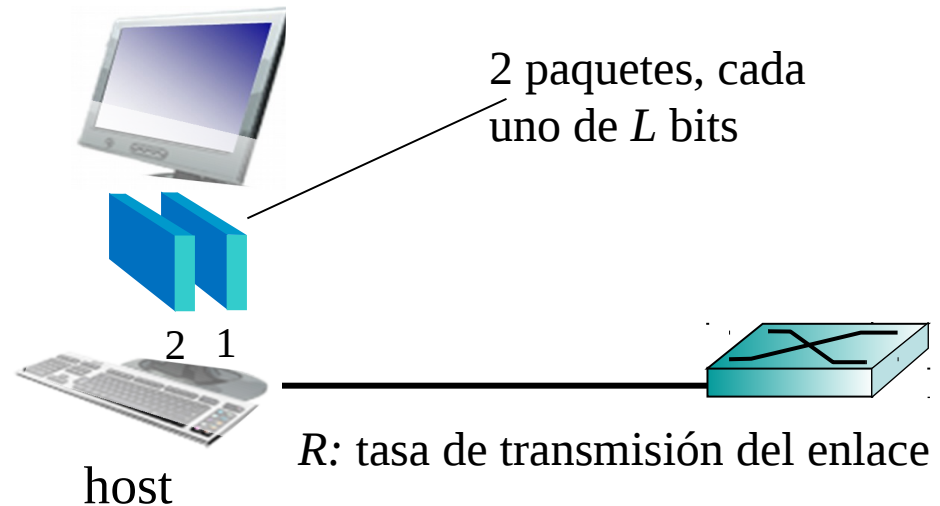 2 paquetes, cada
uno de L bits
2 1
R: tasa de transmisión del enlace
host